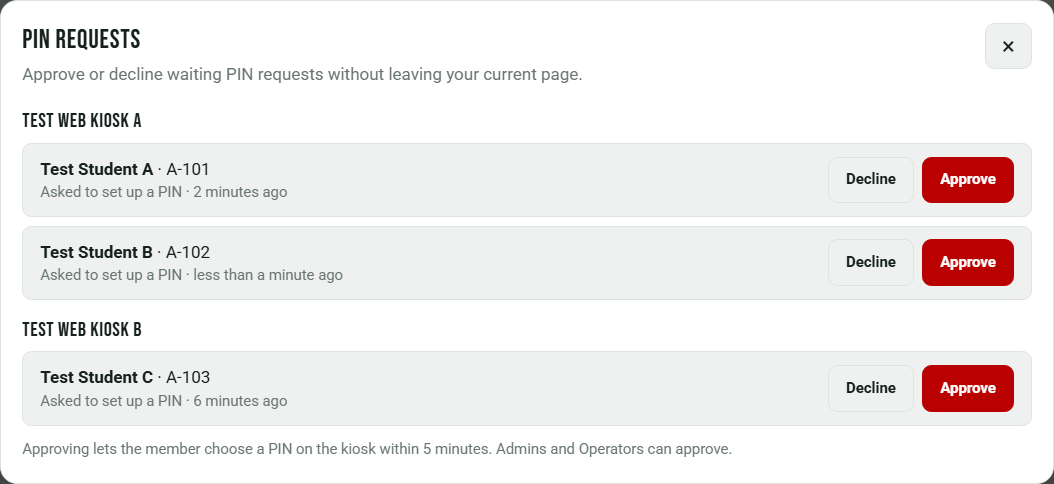 PIN REQUESTS
×
Approve or decline waiting PIN requests without leaving your current page.
TEST WEB KIOSK A
Test Student A · A-101
Asked to set up a PIN · 2 minutes ago
Decline
Approve
Test Student B · A-102
Asked to set up a PIN · less than a minute ago
Decline
Approve
TEST WEB KIOSK B
Test Student C · A-103
Asked to set up a PIN · 6 minutes ago
Decline
Approve
Approving lets the member choose a PIN on the kiosk within 5 minutes. Admins and Operators can approve.